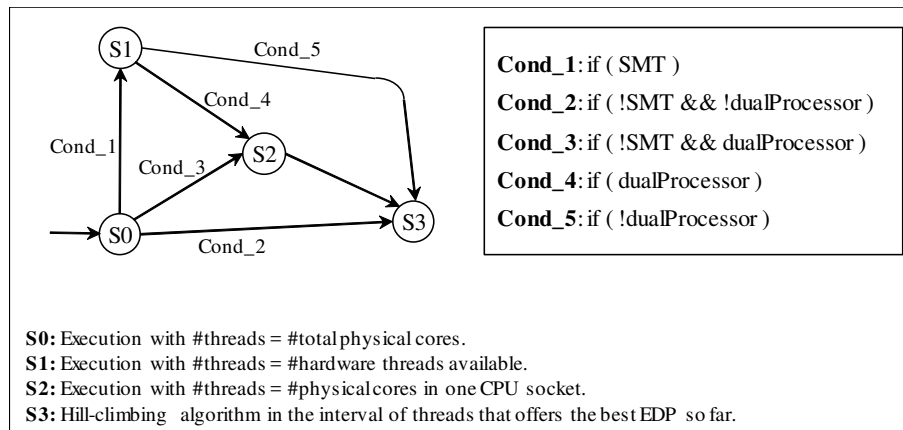 S1
Cond_5
Cond_4
Cond_1
Cond_3
S2
S0
Cond_2
S3
Cond_1: if ( SMT )
Cond_2: if ( !SMT && !dualProcessor )
Cond_3: if ( !SMT && dualProcessor )
Cond_4: if ( dualProcessor )
Cond_5: if ( !dualProcessor )
S0: Execution with #threads = #total physical cores.
S1: Execution with #threads = #hardware threads available.
S2: Execution with #threads = #physical cores in one CPU socket.
S3: Hill-climbing algorithm in the interval of threads that offers the best EDP so far.